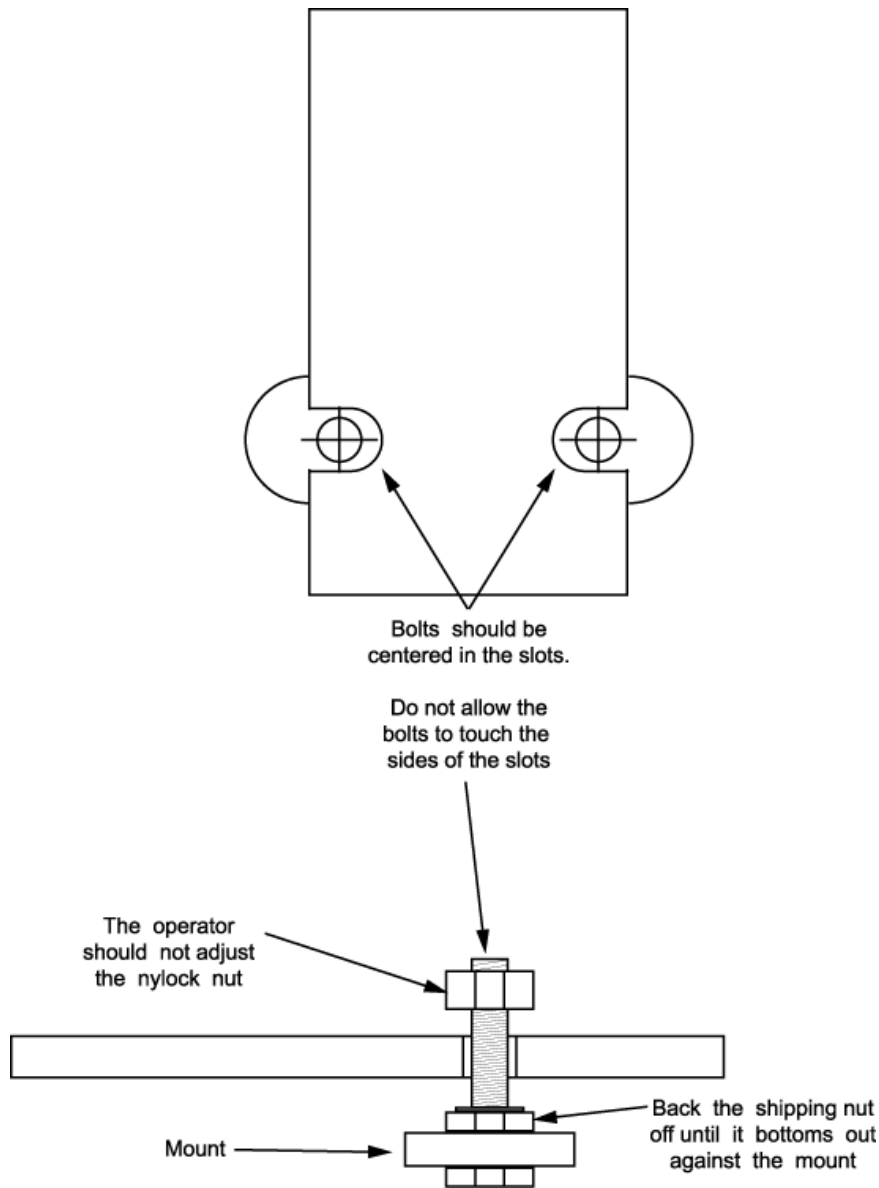 Bolts should be
centered in the slots.
Do not allow the
bolts to touch the
sides of the slots
The operator
should not adjust
the nylock nut
Back the shipping nut
off until it bottoms out
against the mount
Mount